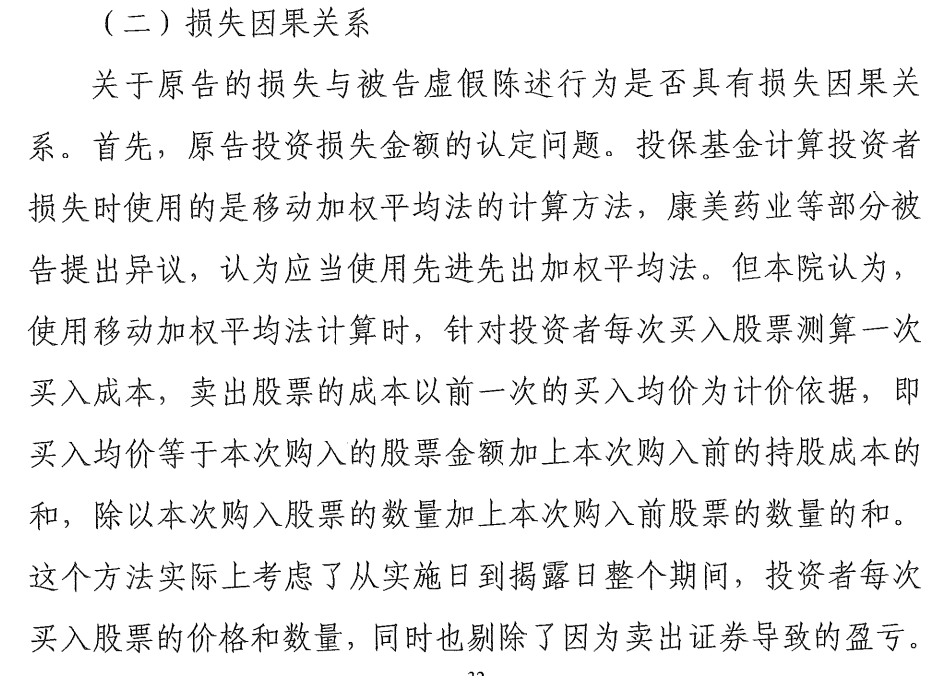 （二）损失因果关系
关于原告的损失与被告虚假陈述行为是否具有损失因果关
系。首先，原告投资损失金额的认定问题。投保基金计算投资者
损失时使用的是移动加权平均法的计算方法，康美药业等部分被
告提出异议，认为应当使用先进先出加权平均法。但本院认为，
使用移动加权平均法计算时，针对投资者每次买入股票测算一次
买入成本，卖出股票的成本以前一次的买入均价为计价依据，即
买入均价等于本次购入的股票金额加上本次购入前的持股成本的
和，除以本次购入股票的数量加上本次购入前股票的数量的和。
这个方法实际上考虑了从实施日到揭露日整个期间，投资者每次
买入股票的价格和数量，同时也剔除了因为卖出证券导致的盈亏。